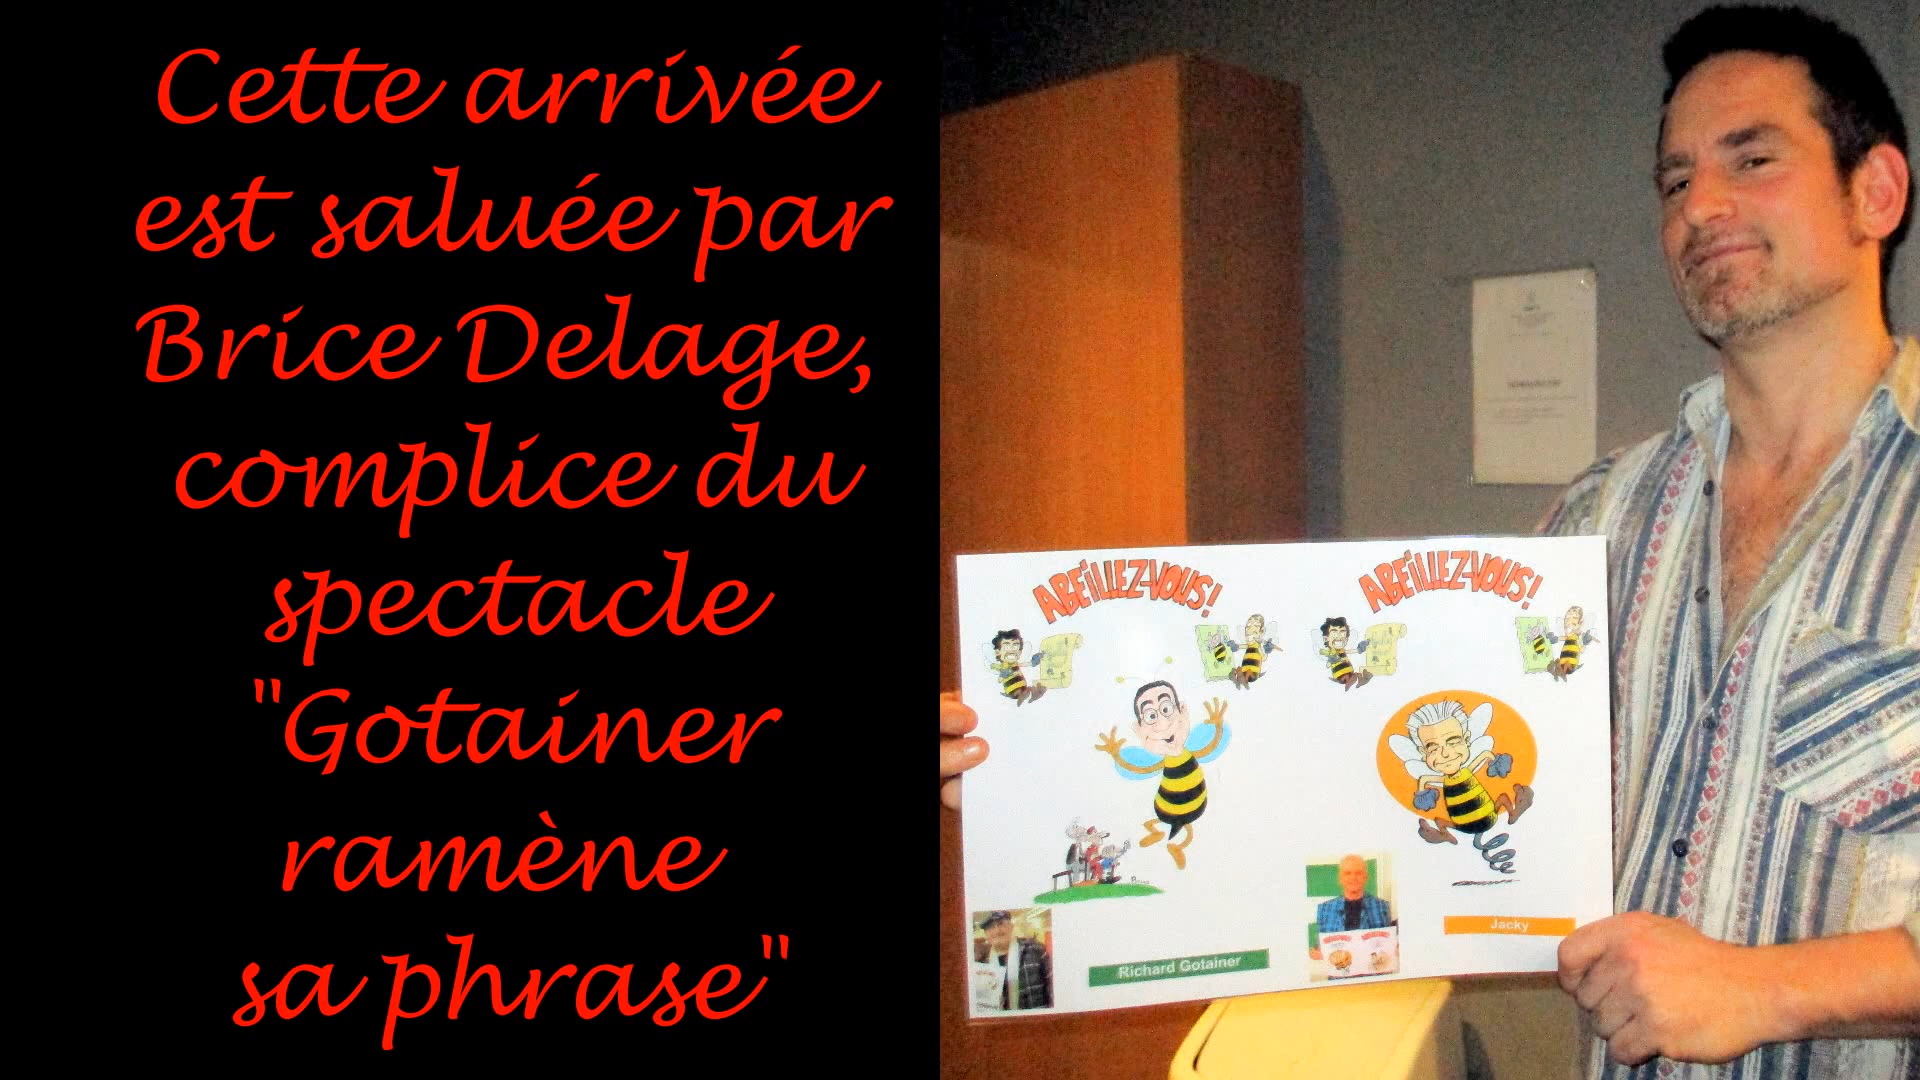 Cette arrivée
est saluée par
Brice Delage,
complice du
spectacle
"Gotainer
ramène
sa phrase"
ABEILLEZ-VOUS!
ABEILLEZ-VOUS!
Richard Gotainer
Jacky